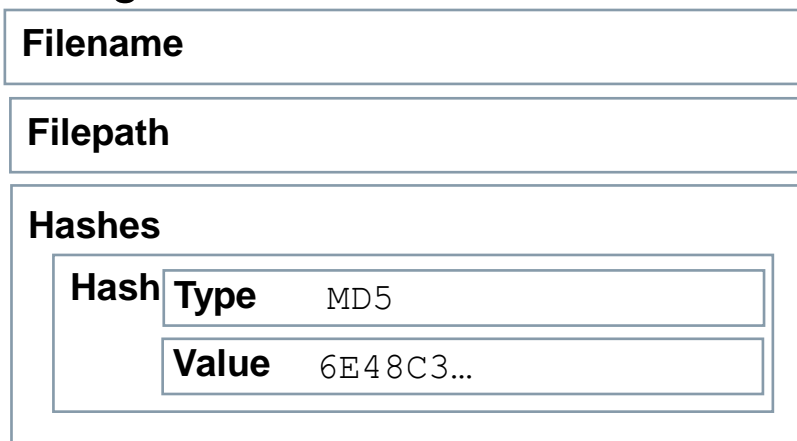 Filename
Filepath
Hashes
Hash Type MD5
Value 6E48C3…